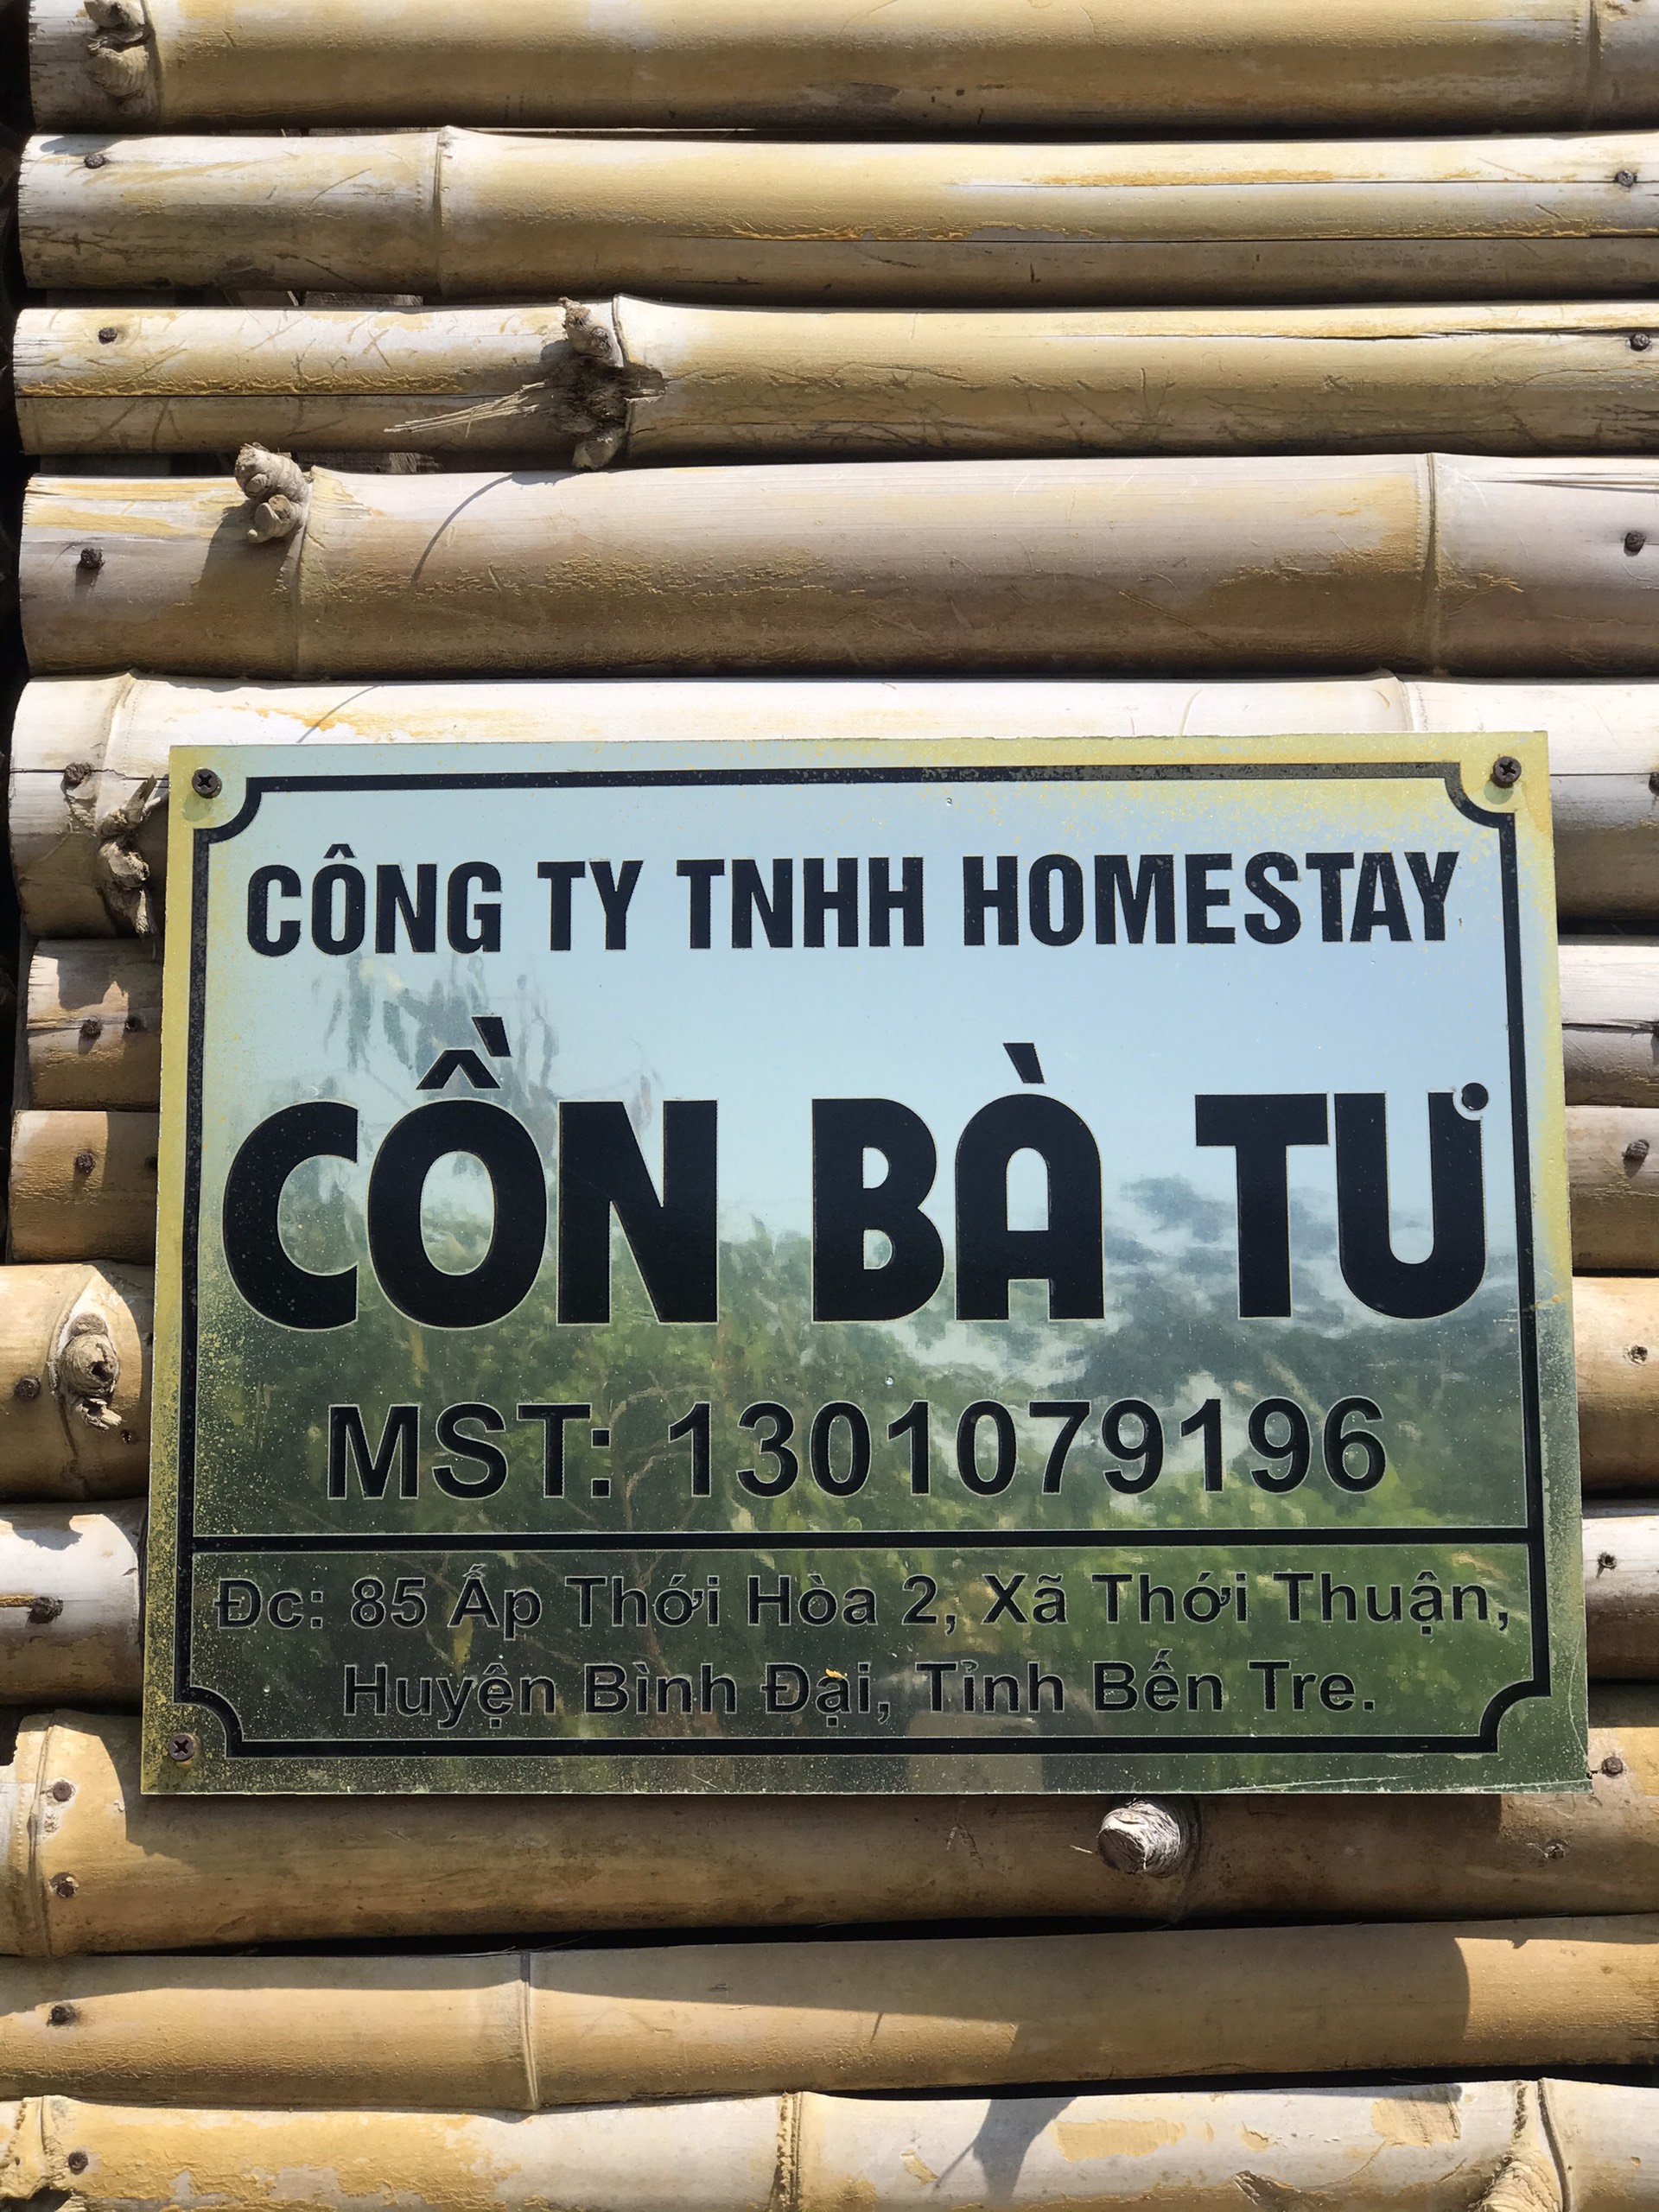 CÔNG TY TNHH HOMESTAY
CỒN BÀ TƯ
MST: 1301079196
Đc: 85 Ấp Thới Hòa 2, Xã Thới Thuận,
Huyện Bình Đại, Tỉnh Bến Tre.